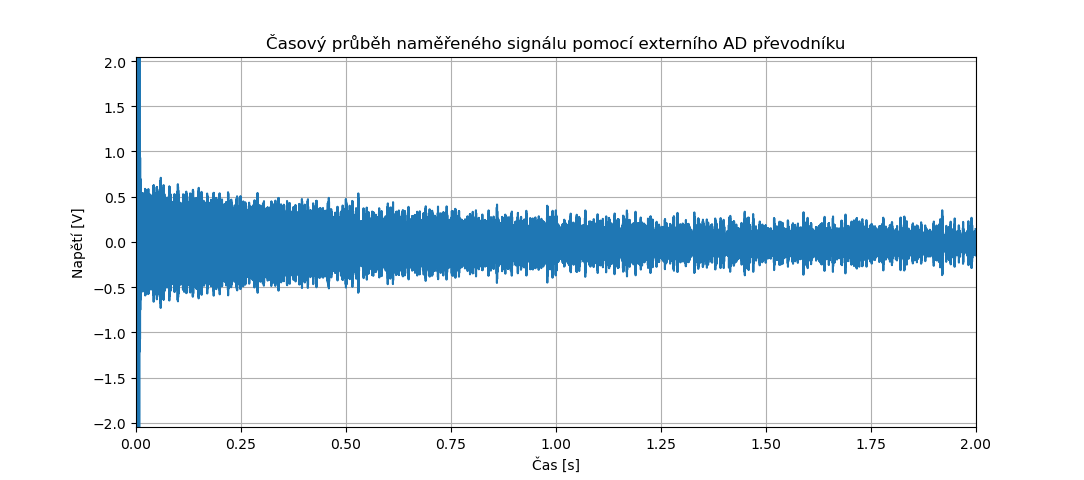 Časový průběh naměřeného signálu pomocí externího AD převodníku
2.0
1.5
1.0
0.5
0.0
−0.5
−1.0
−1.5
−2.0
Napětí [V]
0.00 0.25 0.50 0.75 1.00 1.25 1.50 1.75 2.00
Čas [s]